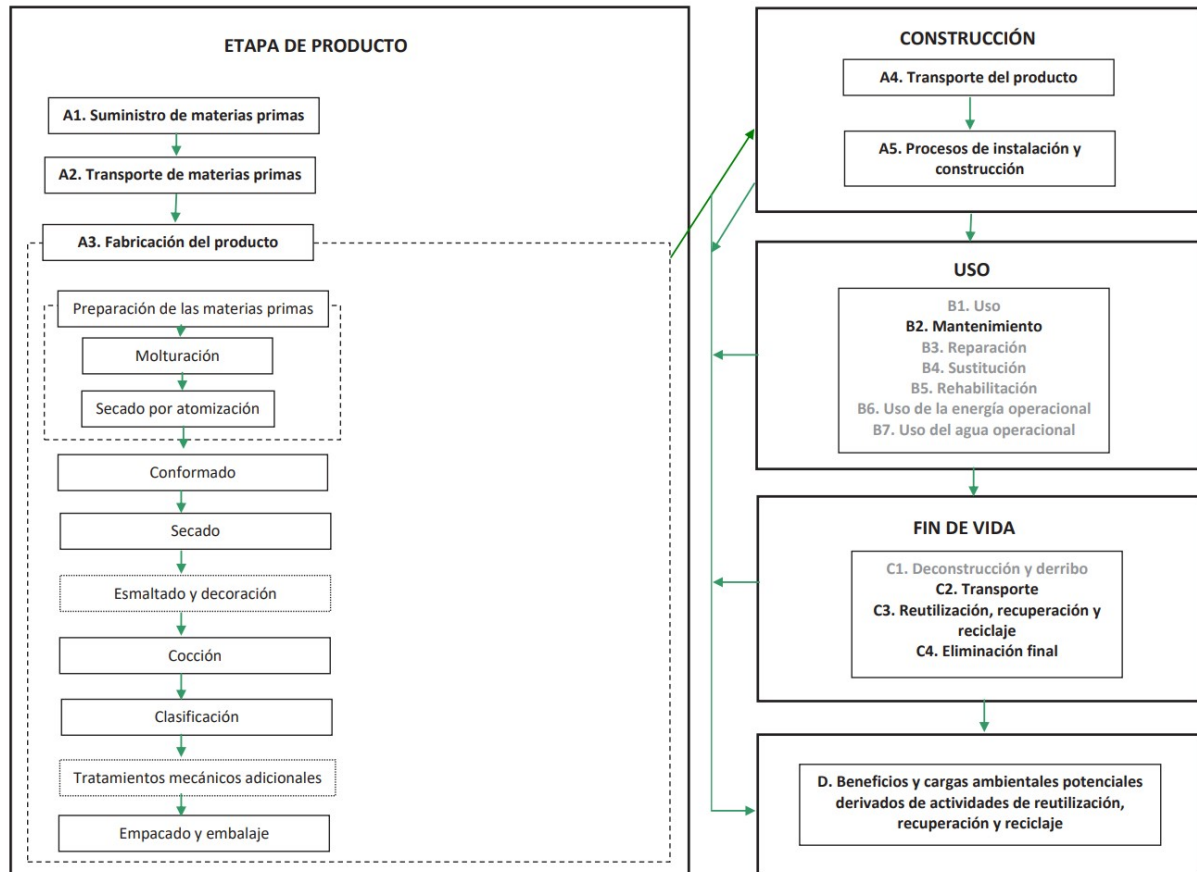 ETAPA DE PRODUCTO
A1. Suministro de materias primas
A2. Transporte de materias primas
A3. Fabricación del producto
Preparación de las materias primas
Molturación
Secado por atomización
Conformado
Secado
Esmaltado y decoración
Cocción
Clasificación
Tratamientos mecánicos adicionales
Empacado y embalaje
CONSTRUCCIÓN
A4. Transporte del producto
A5. Procesos de instalación y
construcción
USO
B1. Uso
B2. Mantenimiento
B3. Reparación
B4. Sustitución
B5. Rehabilitación
B6. Uso de la energía operacional
B7. Uso del agua operacional
FIN DE VIDA
C1. Deconstrucción y derribo
C2. Transporte
C3. Reutilización, recuperación y
reciclaje
C4. Eliminación final
D. Beneficios y cargas ambientales potenciales
derivados de actividades de reutilización,
recuperación y reciclaje